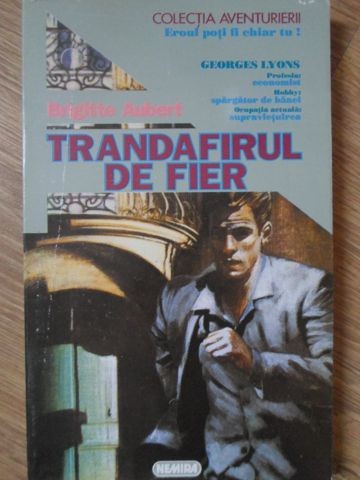 COLECȚIA AVENTURIERII
Eroul poți fi chiar tu !
GEORGES LYONS
Profesia:
economist
Hobby:
spărgător de bănci
Ocupația actuală:
supraviețuirea
Brigitte Aubert
TRANDAFIRUL
DE FIER
NEMIRA